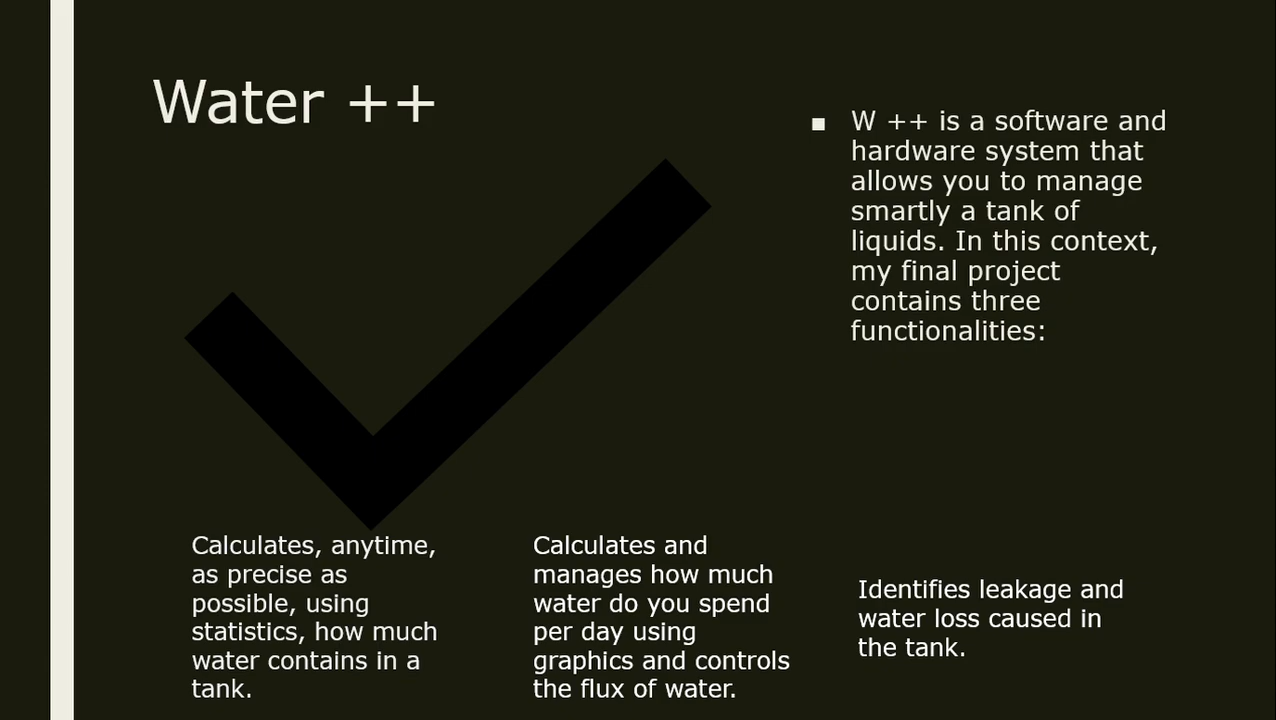 Water ++
▪ W ++ is a software and
hardware system that
allows you to manage
smartly a tank of
liquids. In this context,
my final project
contains three
functionalities:
Calculates, anytime,
as precise as
possible, using
statistics, how much
water contains in a
tank.
Calculates and
manages how much
water do you spend
per day using
graphics and controls
the flux of water.
Identifies leakage and
water loss caused in
the tank.